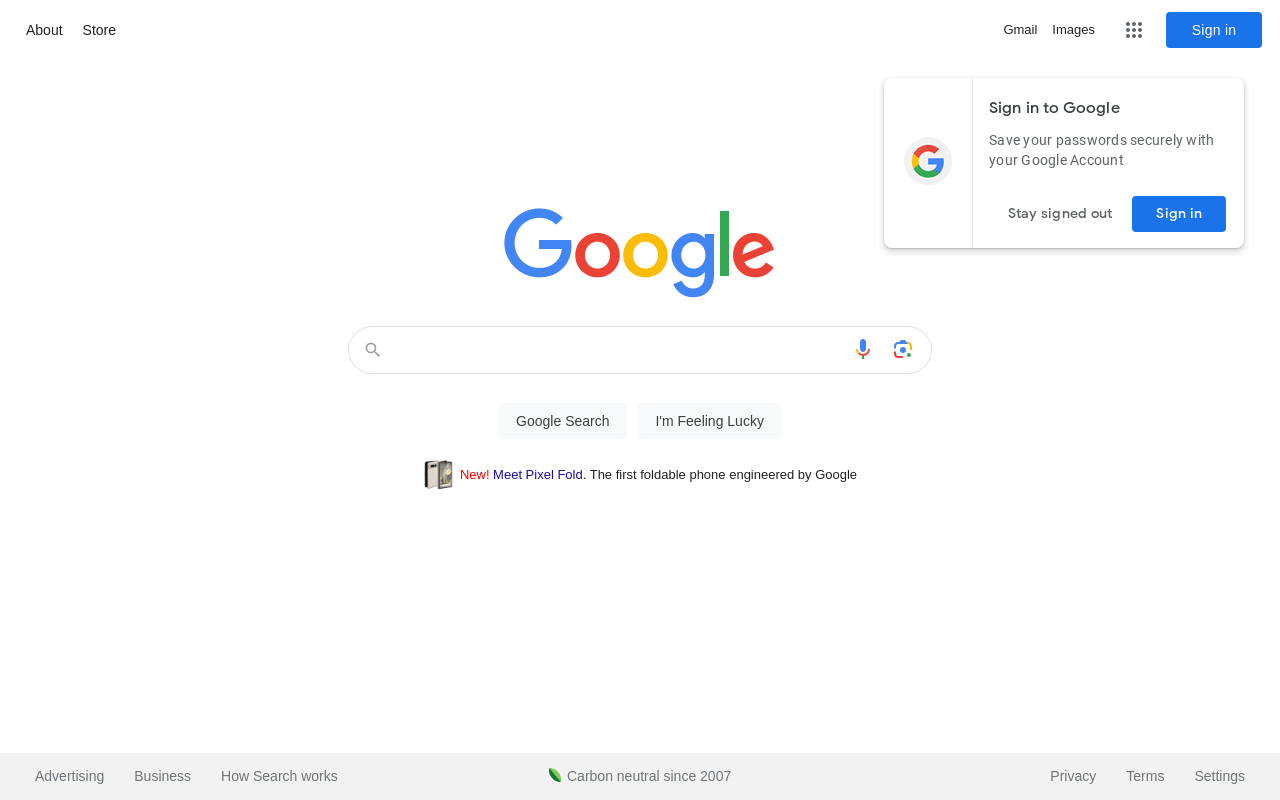 About Store
Gmail Images
Sign in
Sign in to Google
Save your passwords securely with
your Google Account
Stay signed out
Sign in
Google
Google Search
I'm Feeling Lucky
New! Meet Pixel Fold. The first foldable phone engineered by Google
Advertising Business How Search works
Carbon neutral since 2007
Privacy Terms Settings